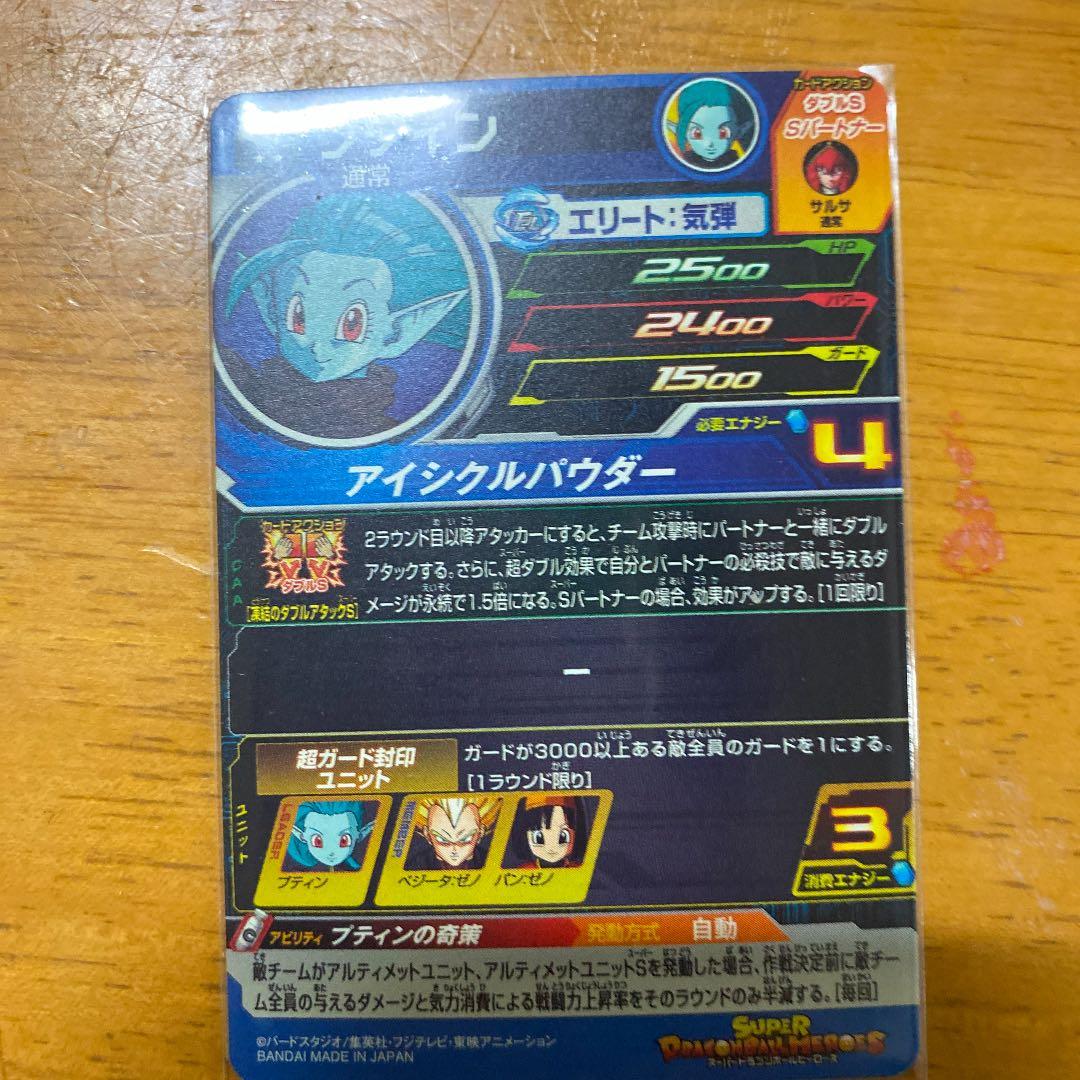 プティン
通常
カードアクション
ダブルS
Sパートナー
サルサ
通常
エリート:気弾
HP
2500
パワー
2400
ガード
1500
必要エナジー
4
アイシクルパウダー
CAA
カードアクション
ダブルS
[凍結のダブルアタックS]
2ラウンド目以降アタッカーにすると、チーム攻撃時にパートナーと一緒にダブル
アタックする。さらに、超ダブル効果で自分とパートナーの必殺技で敵に与えるダ
メージが永続で1.5倍になる。Sパートナーの場合、効果がアップする。[1回限り]
ー
ユニット
超ガード封印
ユニット
ガードが3000以上ある敵全員のガードを1にする。
[1ラウンド限り]
LEADER
プティン
MEMBER
ベジータ:ゼノ
パン:ゼノ
3
消費エナジー
アビリティ プティンの奇策
発動方式 自動
敵チームがアルティメットユニット、アルティメットユニットSを発動した場合、作戦決定前に敵チー
ム全員の与えるダメージと気力消費による戦闘力上昇率をそのラウンドのみ半減する。[毎回]
©バードスタジオ/集英社・フジテレビ・東映アニメーション
BANDAI MADE IN JAPAN
SUPER
DRAGONBALL HEROES
スーパードラゴンボールヒーローズ